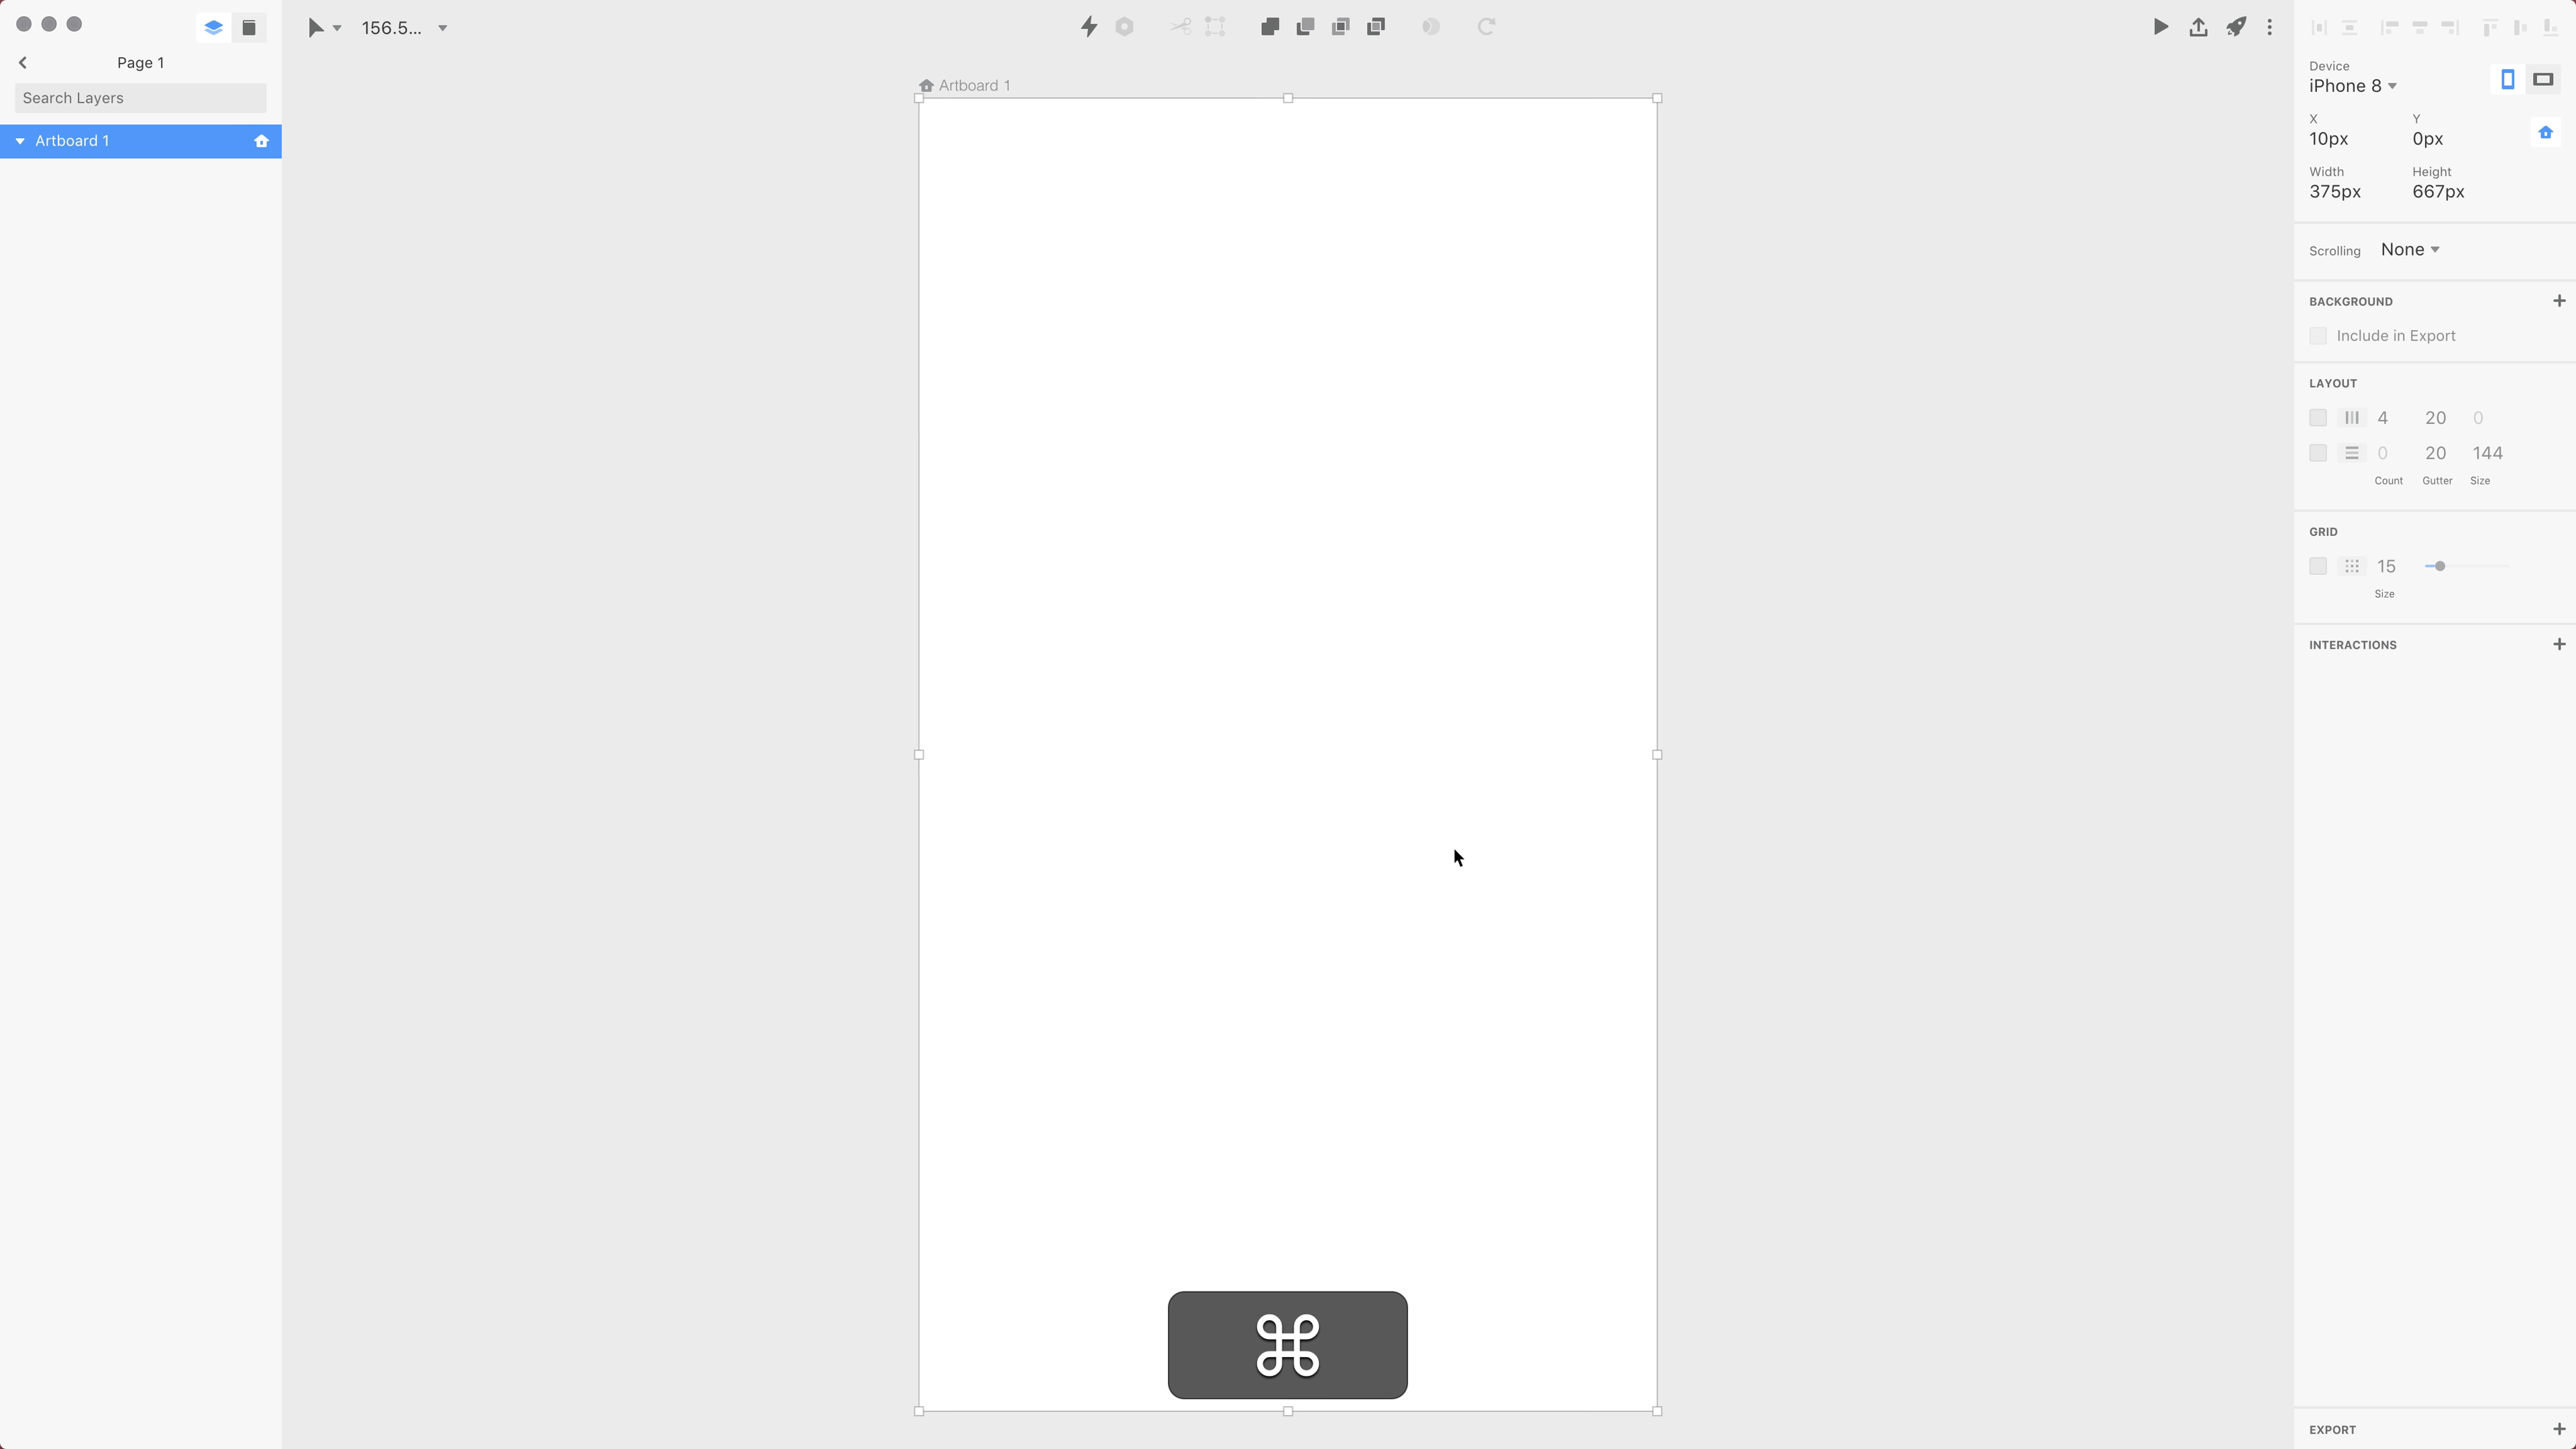 156.5...
Page 1
Search Layers
Artboard 1
Artboard 1
Device
iPhone 8
X
Y
10px
0px
Width
Height
375px
667px
Scrolling
None
BACKGROUND
Include in Export
LAYOUT
4
20
0
0
20
144
Count
Gutter
Size
GRID
15
Size
INTERACTIONS
⌘
EXPORT